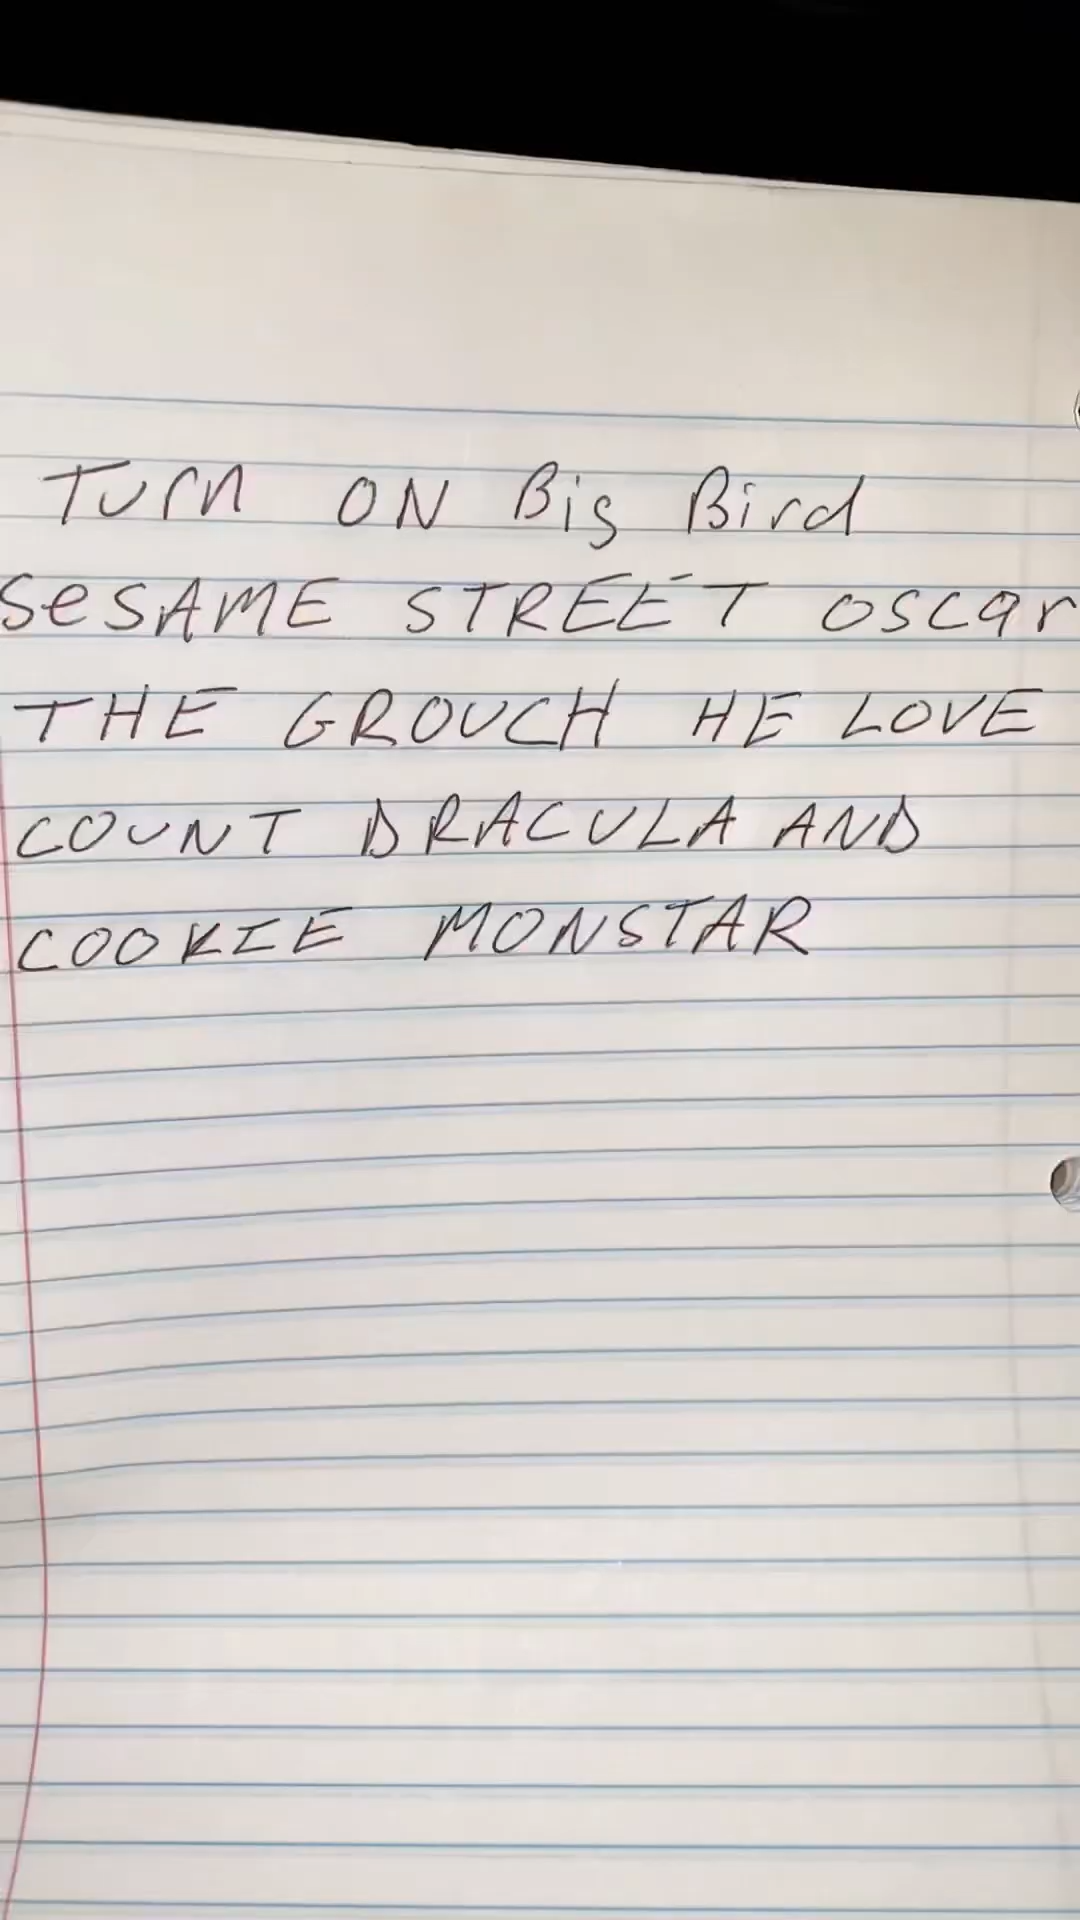 Turn ON Big Bird
SeSAME STREET oscar
THE GROUCH HE LOVE
COUNT DRACULA AND
COOKIE MONSTAR